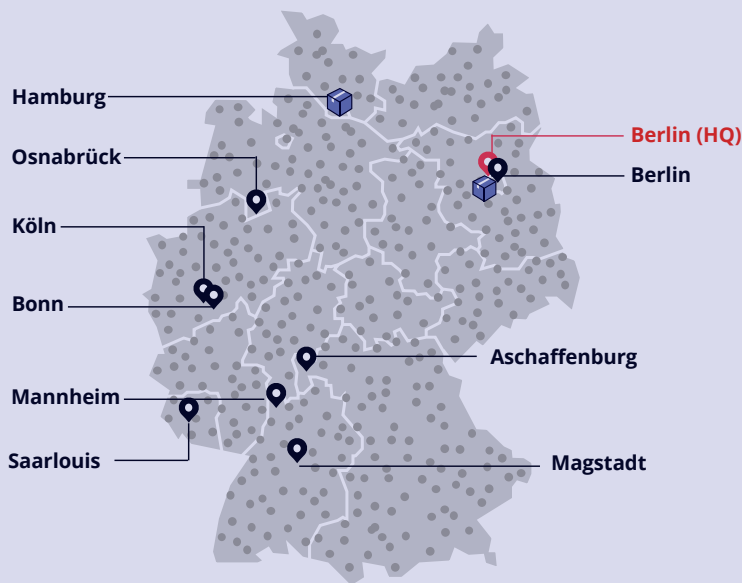 Hamburg
Osnabrück
Köln
Bonn
Mannheim
Saarlouis
Berlin (HQ)
Berlin
Aschaffenburg
Magstadt